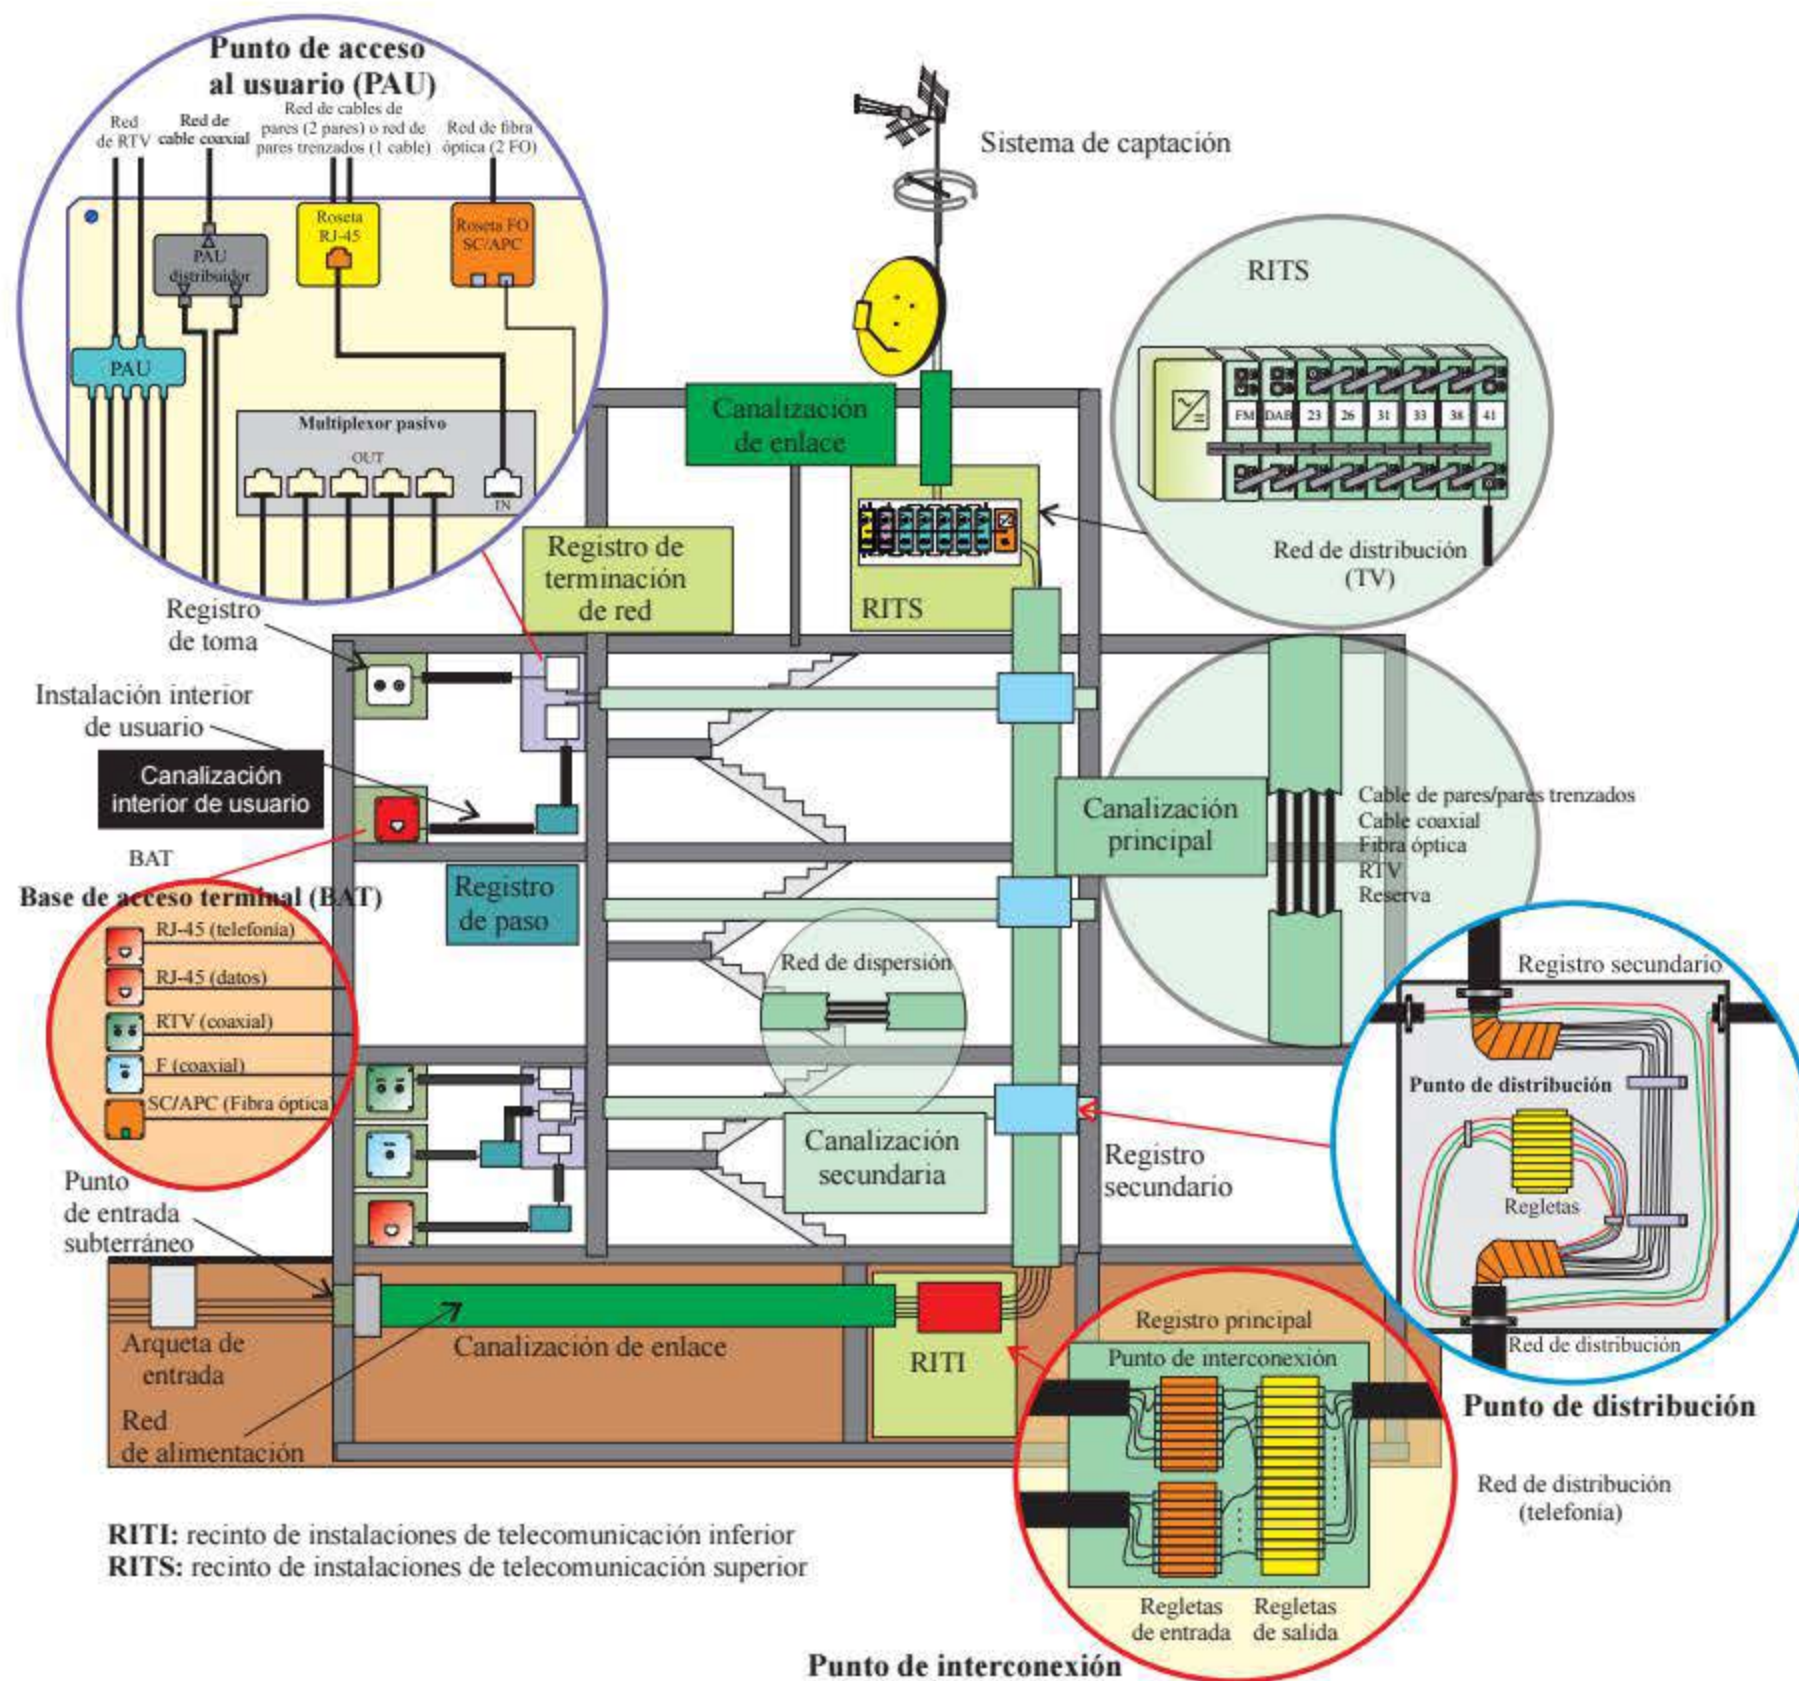 Punto de acceso
al usuario (PAU)
Red
de RTV
Red de
cable coaxial
Red de cables de
pares (2 pares) o red de
pares trenzados (1 cable)
Red de fibra
óptica (2 FO)
PAU
distribuidor
Roseta
RJ-45
Roseta FO
SC/APC
PAU
Multiplexor pasivo
OUT
IN
Sistema de captación
RITS
FM
DAB
23
26
31
33
38
41
Red de distribución
(TV)
Canalización
de enlace
Registro de
terminación
de red
RITS
Registro
de toma
Instalación interior
de usuario
Canalización
interior de usuario
BAT
Base de acceso terminal (BAT)
RJ-45 (telefonía)
RJ-45 (datos)
RTV (coaxial)
F (coaxial)
SC/APC (Fibra óptica)
Registro
de paso
Canalización
principal
Cable de pares/pares trenzados
Cable coaxial
Fibra óptica
RTV
Reserva
Red de dispersión
Canalización
secundaria
Registro
secundario
Registro secundario
Punto de distribución
Regletas
Red de distribución
Punto de distribución
Red de distribución
(telefonía)
Punto
de entrada
subterráneo
Arqueta de
entrada
Canalización de enlace
RITI
Red
de alimentación
Registro principal
Punto de interconexión
Regletas
de entrada
Regletas
de salida
Punto de interconexión
RITI: recinto de instalaciones de telecomunicación inferior
RITS: recinto de instalaciones de telecomunicación superior